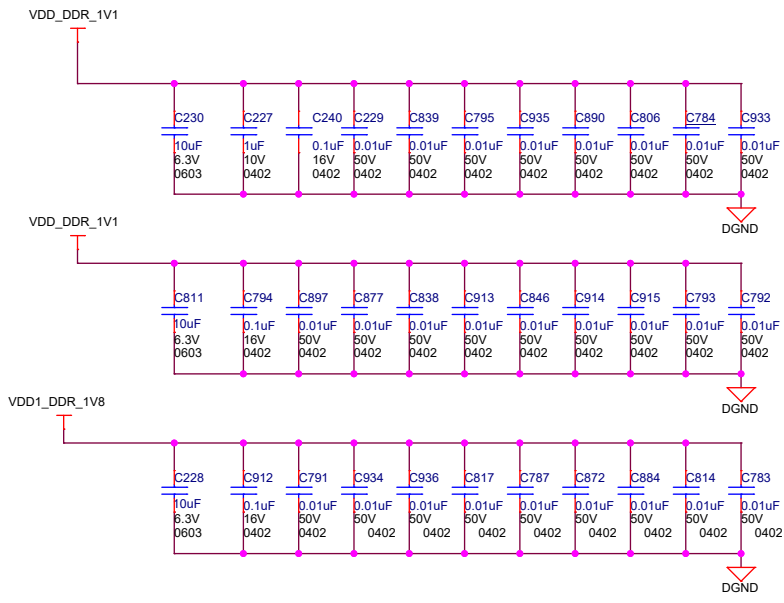 VDD_DDR_1V1
C230 C227 C240 C229 C839 C795 C935 C890 C806 C784 C933
10uF 1uF 0.1uF 0.01uF 0.01uF 0.01uF 0.01uF 0.01uF 0.01uF 0.01uF 0.01uF
6.3V 10V 16V 50V 50V 50V 50V 50V 50V 50V 50V
0603 0402 0402 0402 0402 0402 0402 0402 0402 0402 0402
DGND
VDD_DDR_1V1
C811 C794 C897 C877 C838 C913 C846 C914 C915 C793 C792
10uF 0.1uF 0.01uF 0.01uF 0.01uF 0.01uF 0.01uF 0.01uF 0.01uF 0.01uF 0.01uF
6.3V 16V 50V 50V 50V 50V 50V 50V 50V 50V 50V
0603 0402 0402 0402 0402 0402 0402 0402 0402 0402 0402
DGND
VDD1_DDR_1V8
C228 C912 C791 C934 C936 C817 C787 C872 C884 C814 C783
10uF 0.1uF 0.01uF 0.01uF 0.01uF 0.01uF 0.01uF 0.01uF 0.01uF 0.01uF 0.01uF
6.3V 16V 50V 50V 50V 50V 50V 50V 50V 50V 50V
0603 0402 0402 0402 0402 0402 0402 0402 0402 0402 0402
DGND